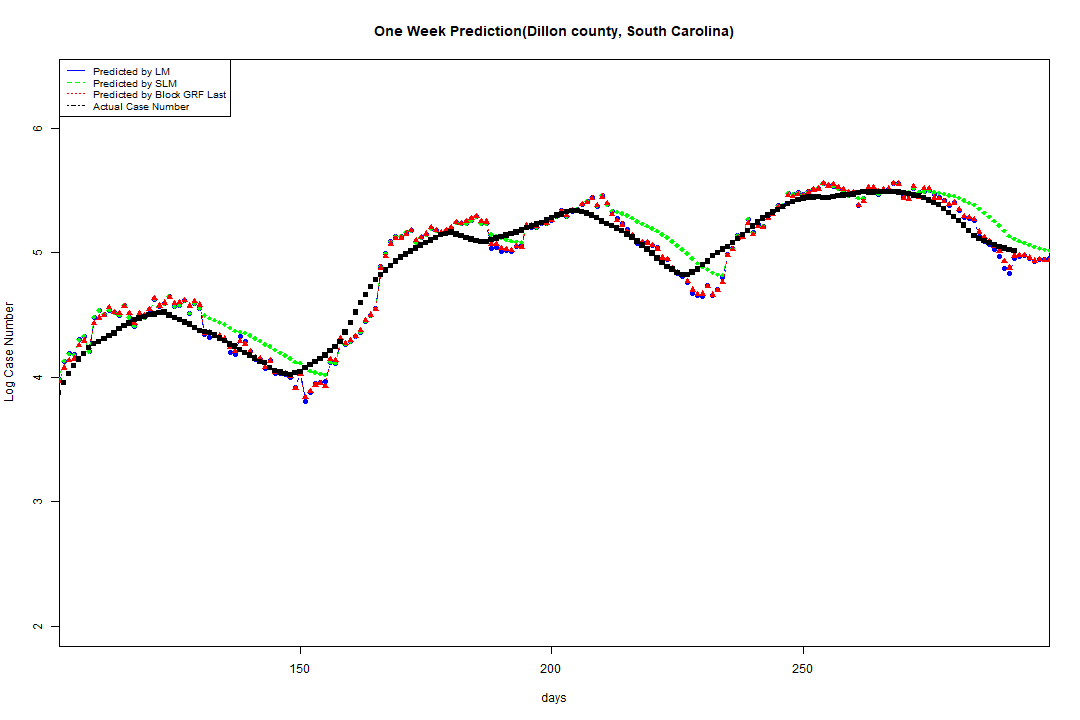 One Week Prediction(Dillon county, South Carolina)
Predicted by LM
Predicted by SLM
Predicted by Block GRF Last
Actual Case Number
6
5
4
3
2
Log Case Number
150 200 250
days